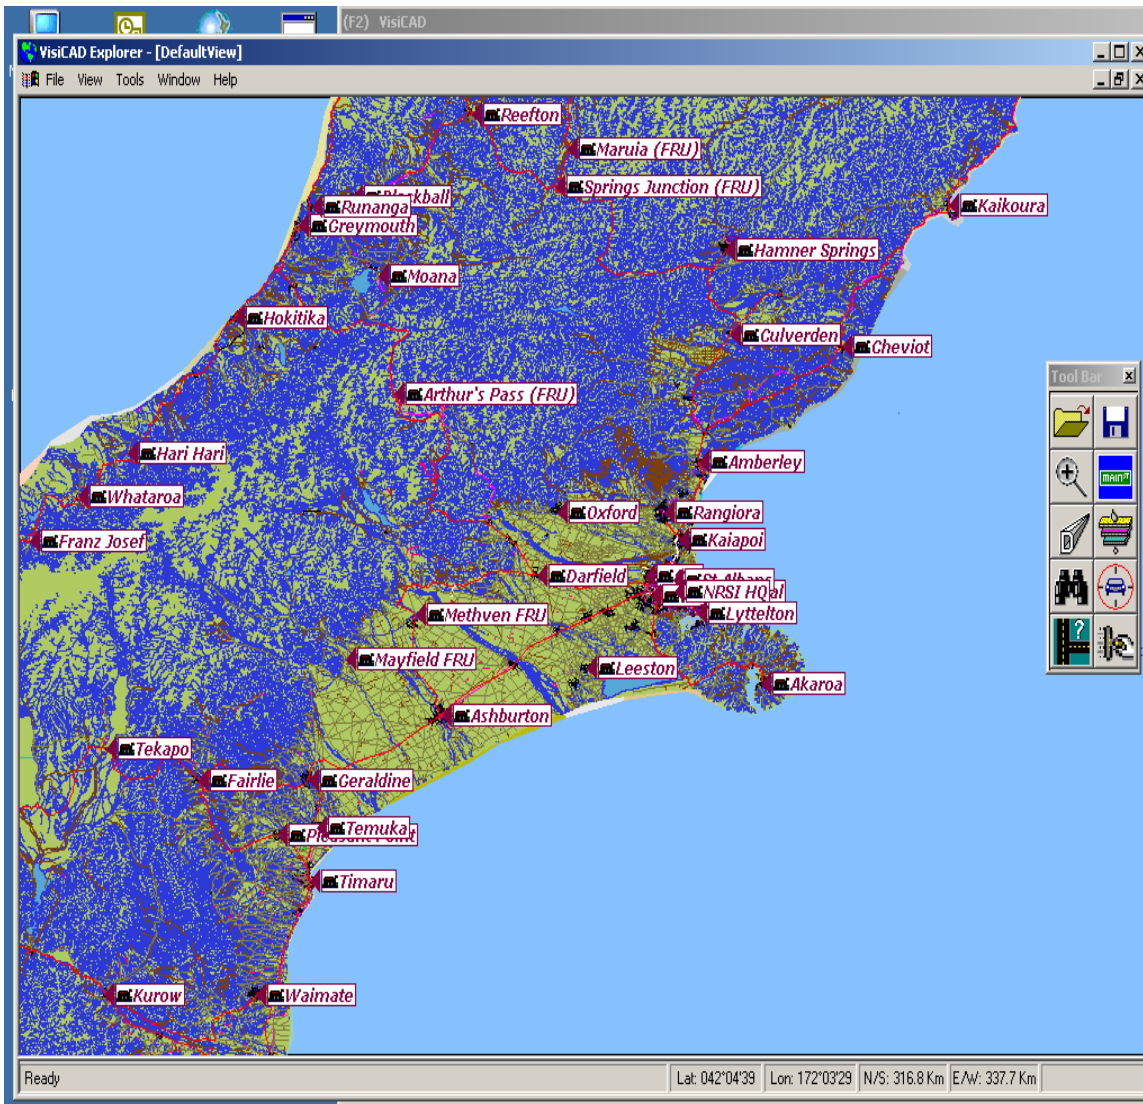 (F2) VisiCAD
VisiCAD Explorer - [DefaultView]
File View Tools Window Help
Reefton
Maruia (FRU)
Springs Junction (FRU)
Runanga
Kaikoura
Greymouth
Hamner Springs
Moana
Hokitika
Culverden
Cheviot
Tool Bar
Arthur's Pass (FRU)
Hari Hari
Amberley
MAIN ST
Whataroa
Oxford
Rangiora
Franz Josef
Kaiapoi
D
Darfield
NRSI HQ
Methven FRU
Lyttelton
?
Mayfield FRU
Leeston
Akaroa
Ashburton
Tekapo
Fairlie
Geraldine
Temuka
Timaru
Kurow
Waimate
Ready
Lat: 042°04'39 Lon: 172°03'29 N/S: 316.8 Km E/W: 337.7 Km